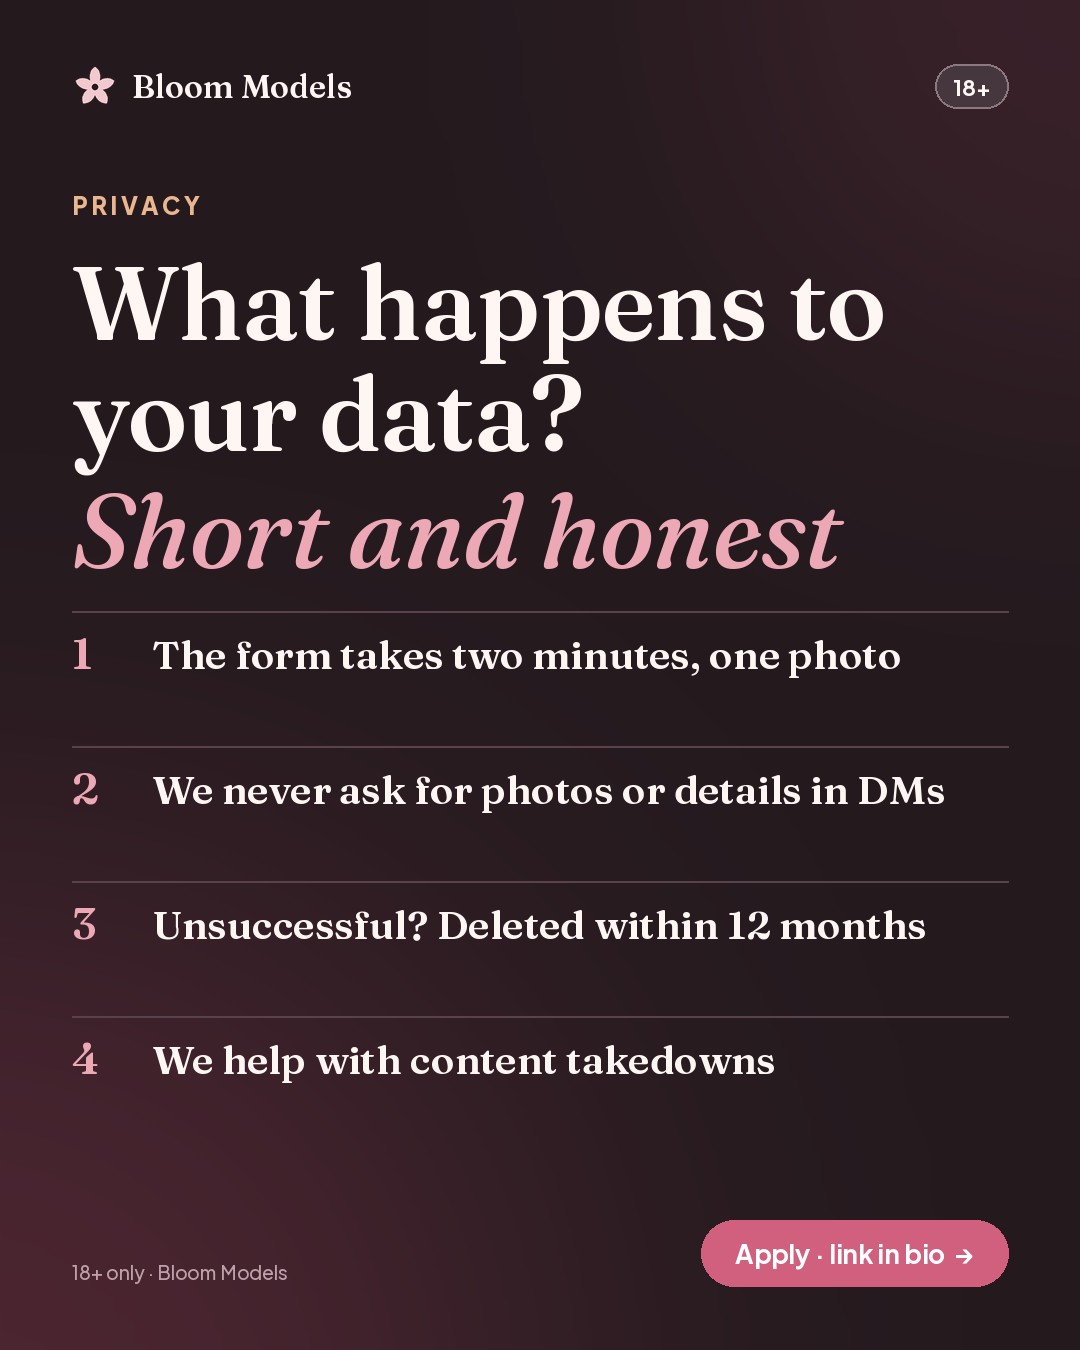 Bloom Models
18+
PRIVACY
What happens to
your data?
Short and honest
1 The form takes two minutes, one photo
2 We never ask for photos or details in DMs
3 Unsuccessful? Deleted within 12 months
4 We help with content takedowns
18+ only · Bloom Models
Apply · link in bio →